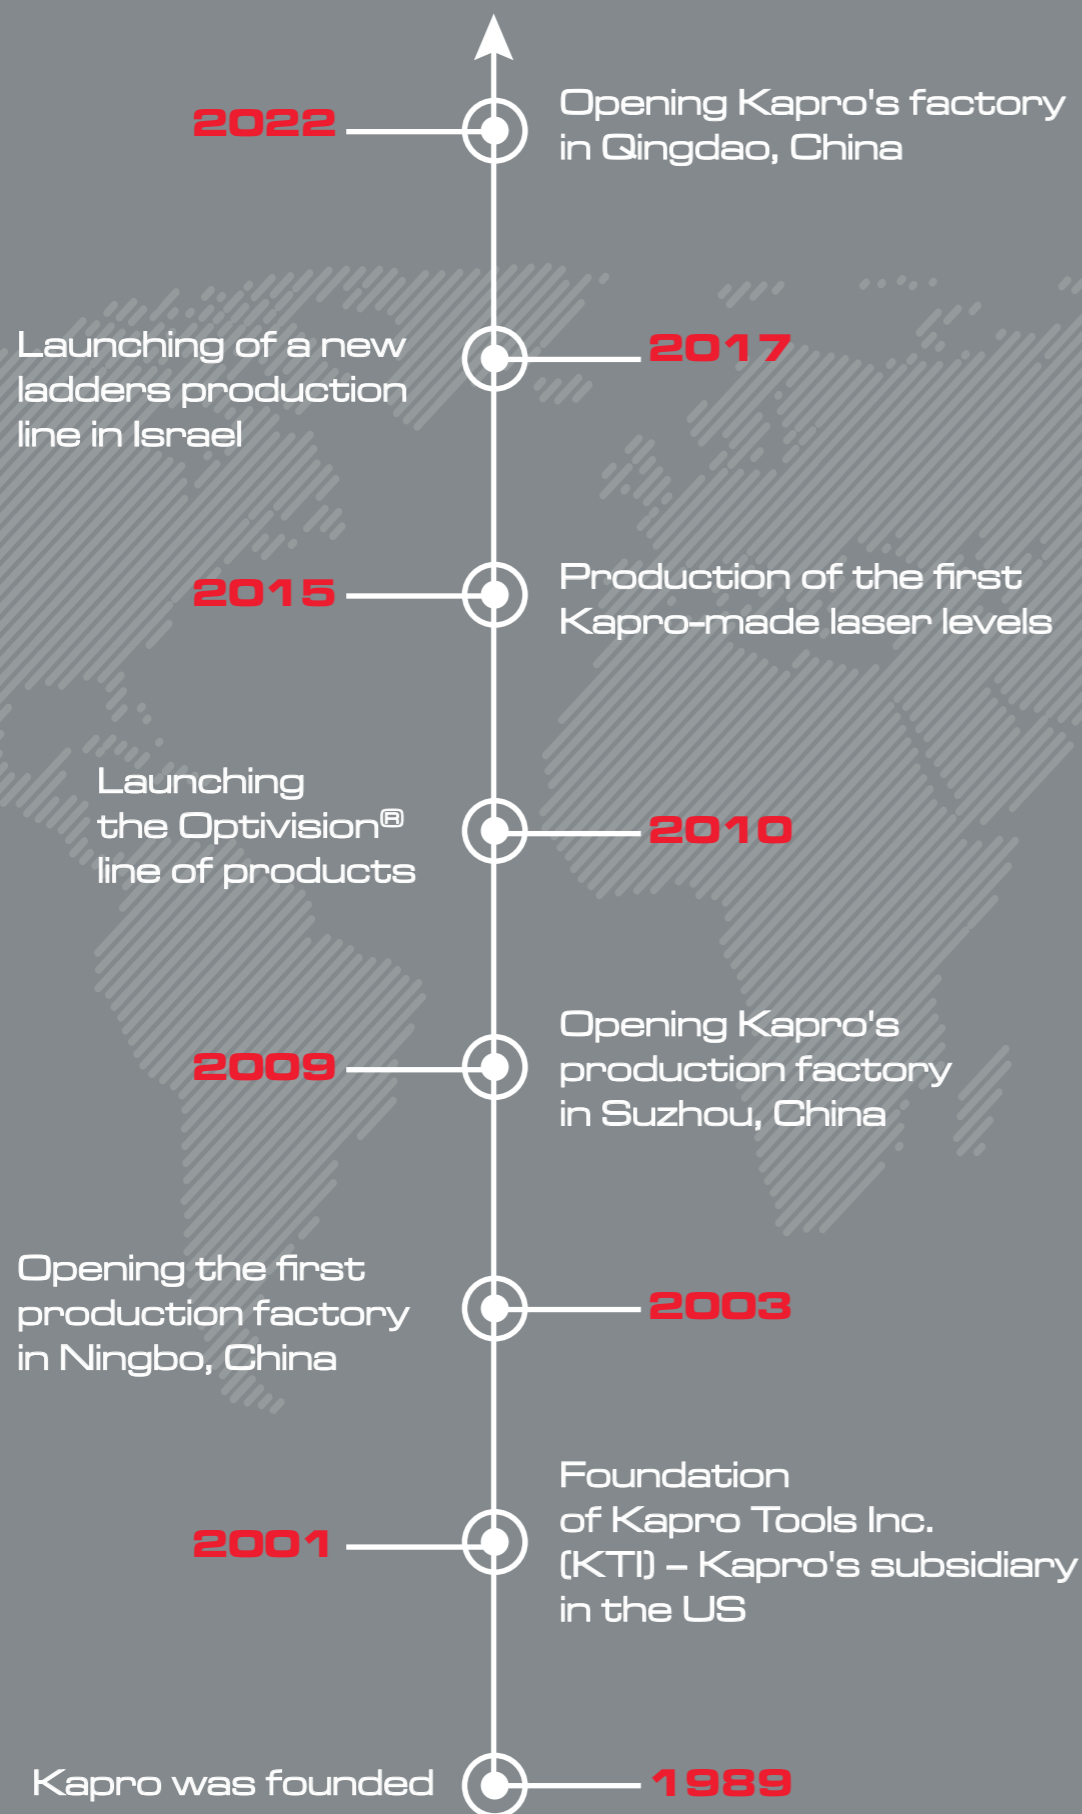 2022
Opening Kapro's factory
in Qingdao, China
Launching of a new
ladders production
line in Israel
2017
2015
Production of the first
Kapro-made laser levels
Launching
the Optivision®
line of products
2010
2009
Opening Kapro's
production factory
in Suzhou, China
Opening the first
production factory
in Ningbo, China
2003
2001
Foundation
of Kapro Tools Inc.
(KTI) – Kapro's subsidiary
in the US
Kapro was founded
1989